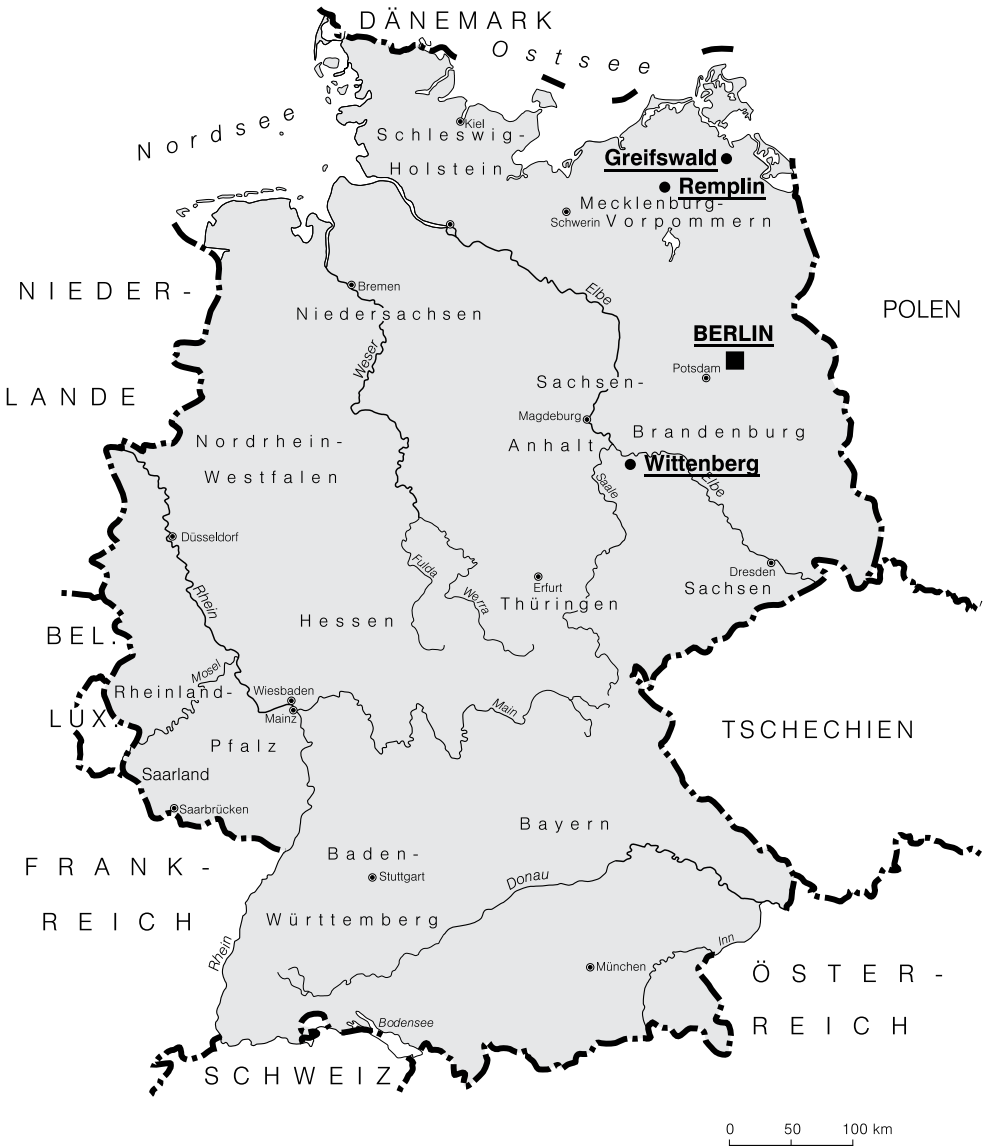 DÄNEMARK
Ostsee
Nordsee
Kiel
Schleswig-
Holstein
Greifswald
Remplin
Mecklenburg-
Schwerin
Vorpommern
NIEDER-
LANDE
Bremen
Niedersachsen
Elbe
POLEN
Weser
BERLIN
Potsdam
Sachsen-
Magdeburg
Anhalt
Brandenburg
Nordrhein-
Westfalen
Wittenberg
Saale
Elbe
Düsseldorf
Fulda
Werra
Erfurt
Thüringen
Dresden
Sachsen
Rhein
Hessen
BEL.
Mosel
Rheinland-
Wiesbaden
LUX.
Mainz
Main
Pfalz
TSCHECHIEN
Saarland
Saarbrücken
Bayern
FRANK-
REICH
Baden-
Stuttgart
Donau
Württemberg
Rhein
Inn
München
ÖSTER-
REICH
Bodensee
SCHWEIZ
0 50 100 km